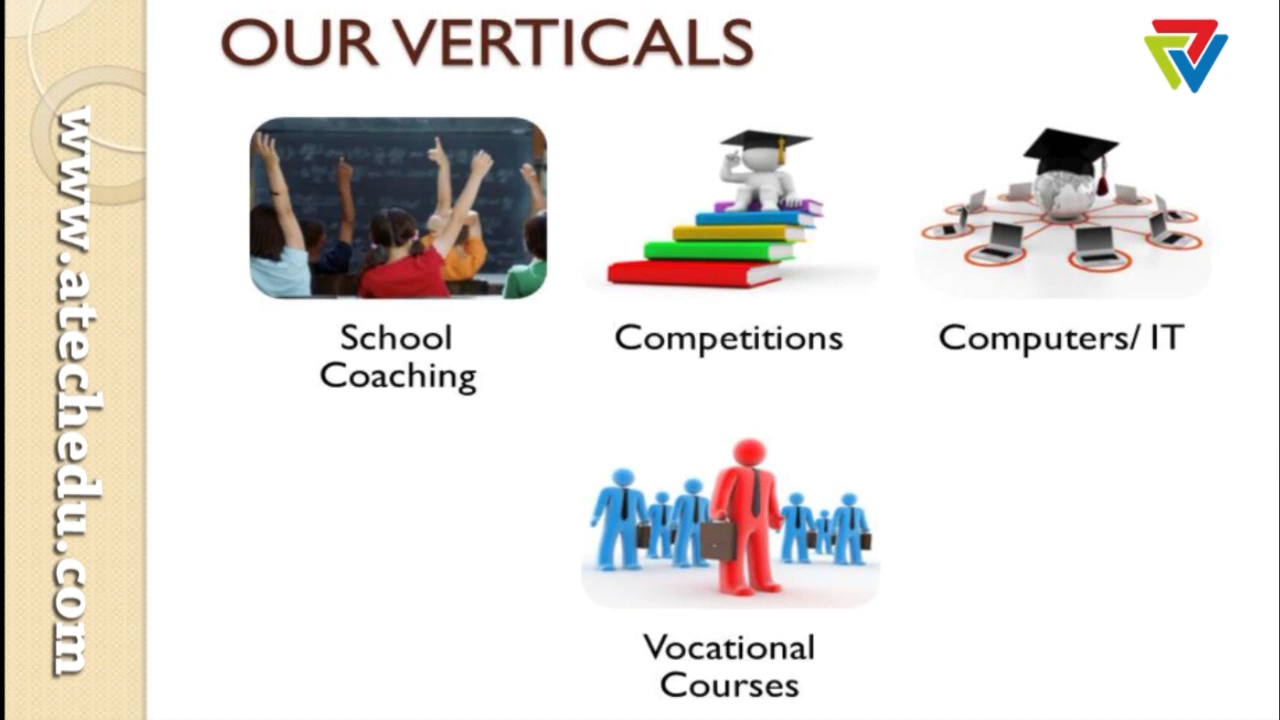 OUR VERTICALS
www.atechedu.com
School
Coaching
Competitions
Computers/ IT
Vocational
Courses